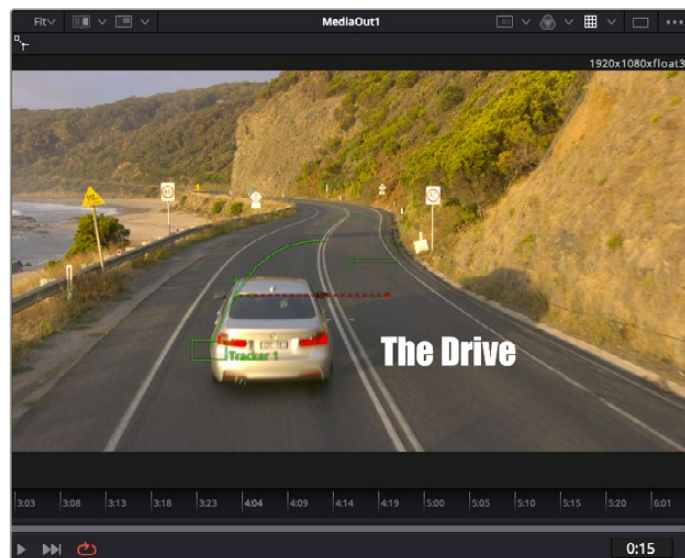 Fit MediaOut1
1920x1080xfloat3
Tracker 1
The Drive
3:03 3:08 3:13 3:18 3:23 4:04 4:09 4:14 4:19 5:00 5:05 5:10 5:15 5:20 6:01
0:15